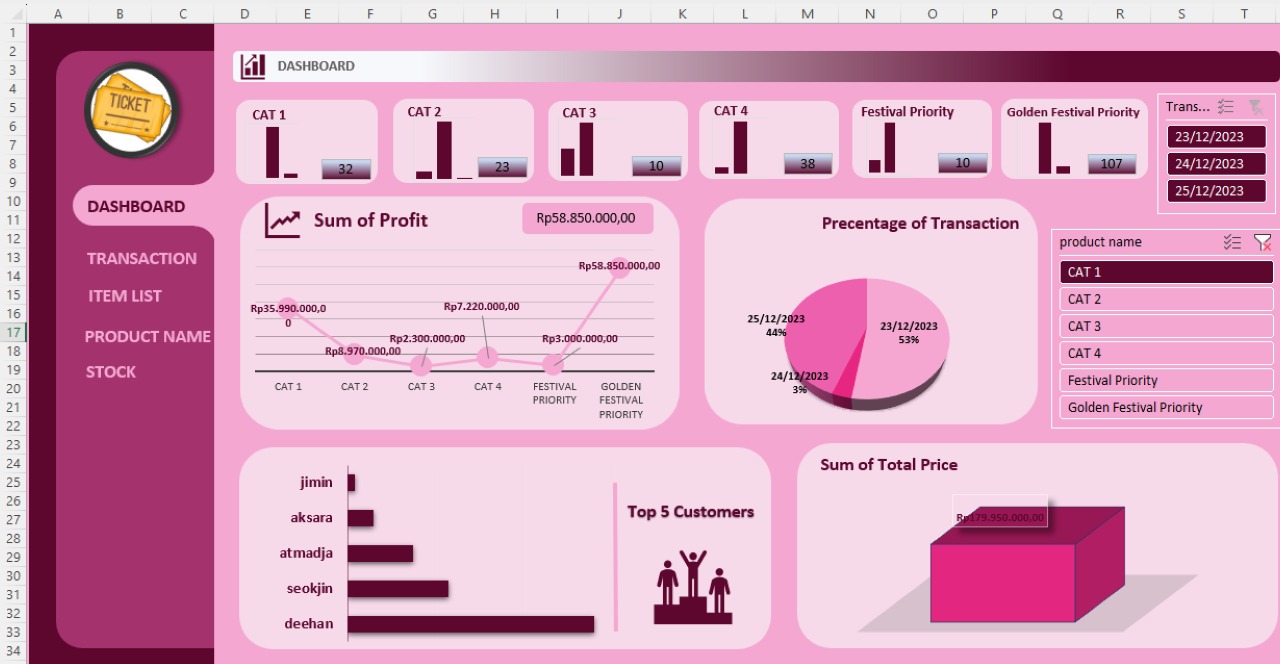 A B C D E F G H I J K L M N O P Q R S T
1
2
3
4
5
6
7
8
9
10
11
12
13
14
15
16
17
18
19
20
21
22
23
24
25
26
27
28
29
30
31
32
33
34
TICKET
DASHBOARD
TRANSACTION
ITEM LIST
PRODUCT NAME
STOCK
DASHBOARD
CAT 1
32
CAT 2
23
CAT 3
10
CAT 4
38
Festival Priority
10
Golden Festival Priority
107
Trans...
23/12/2023
24/12/2023
25/12/2023
Sum of Profit
Rp58.850.000,00
Rp35.990.000,0
0
Rp8.970.000,00
Rp2.300.000,00
Rp7.220.000,00
Rp3.000.000,00
Rp58.850.000,00
CAT 1
CAT 2
CAT 3
CAT 4
FESTIVAL
PRIORITY
GOLDEN
FESTIVAL
PRIORITY
Precentage of Transaction
25/12/2023
44%
23/12/2023
53%
24/12/2023
3%
product name
CAT 1
CAT 2
CAT 3
CAT 4
Festival Priority
Golden Festival Priority
jimin
aksara
atmadja
seokjin
deehan
Top 5 Customers
Sum of Total Price
Rp179.950.000,00